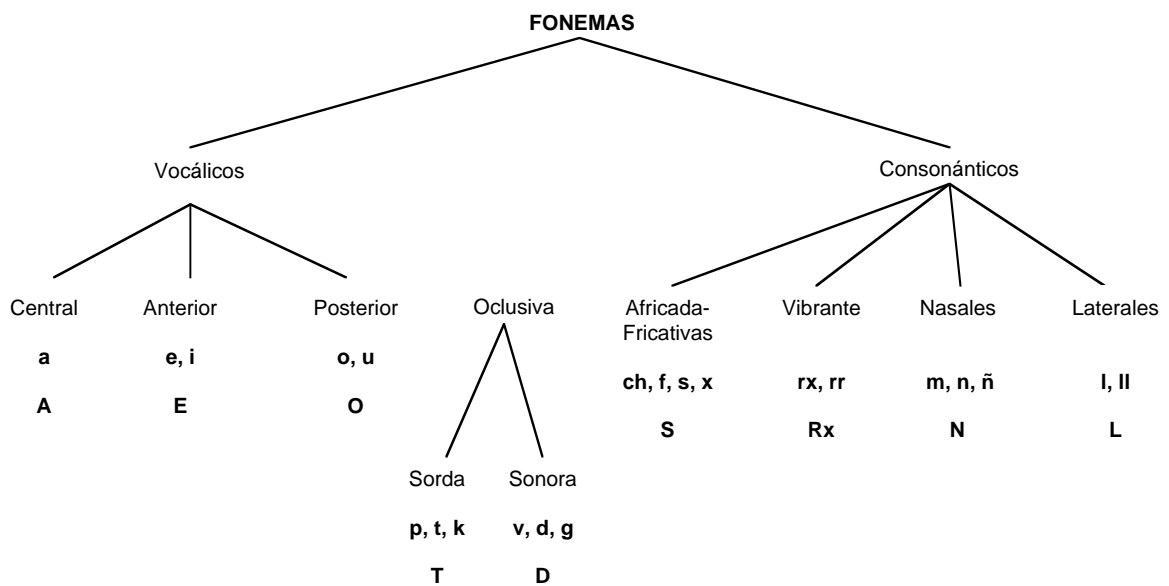 FONEMAS
Vocálicos
Consonánticos
Central
Anterior
Posterior
Oclusiva
Africada-
Fricativas
Vibrante
Nasales
Laterales
a
e, i
o, u
ch, f, s, x
rx, rr
m, n, ñ
l, ll
A
E
O
S
Rx
N
L
Sorda
Sonora
p, t, k
v, d, g
T
D